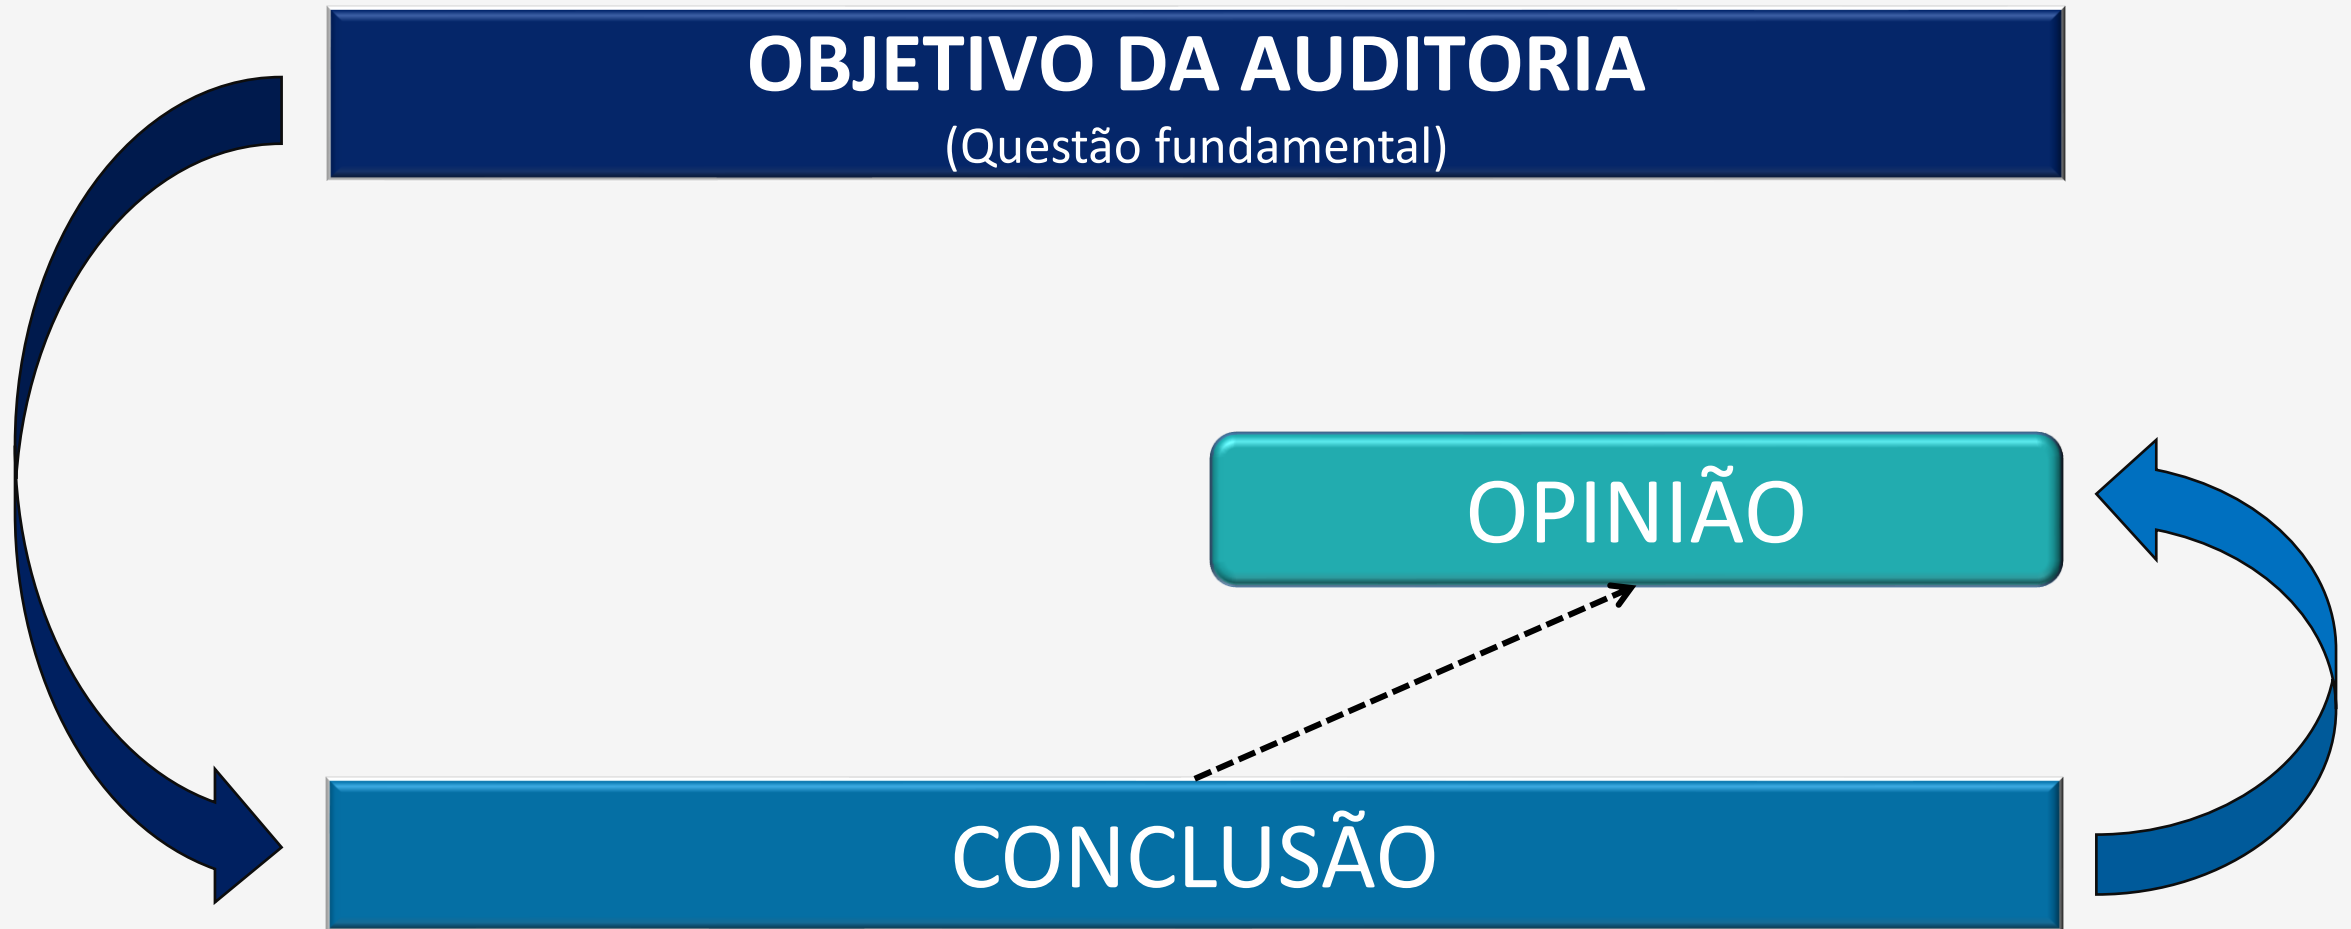 OBJETIVO DA AUDITORIA
(Questão fundamental)
OPINIÃO
CONCLUSÃO